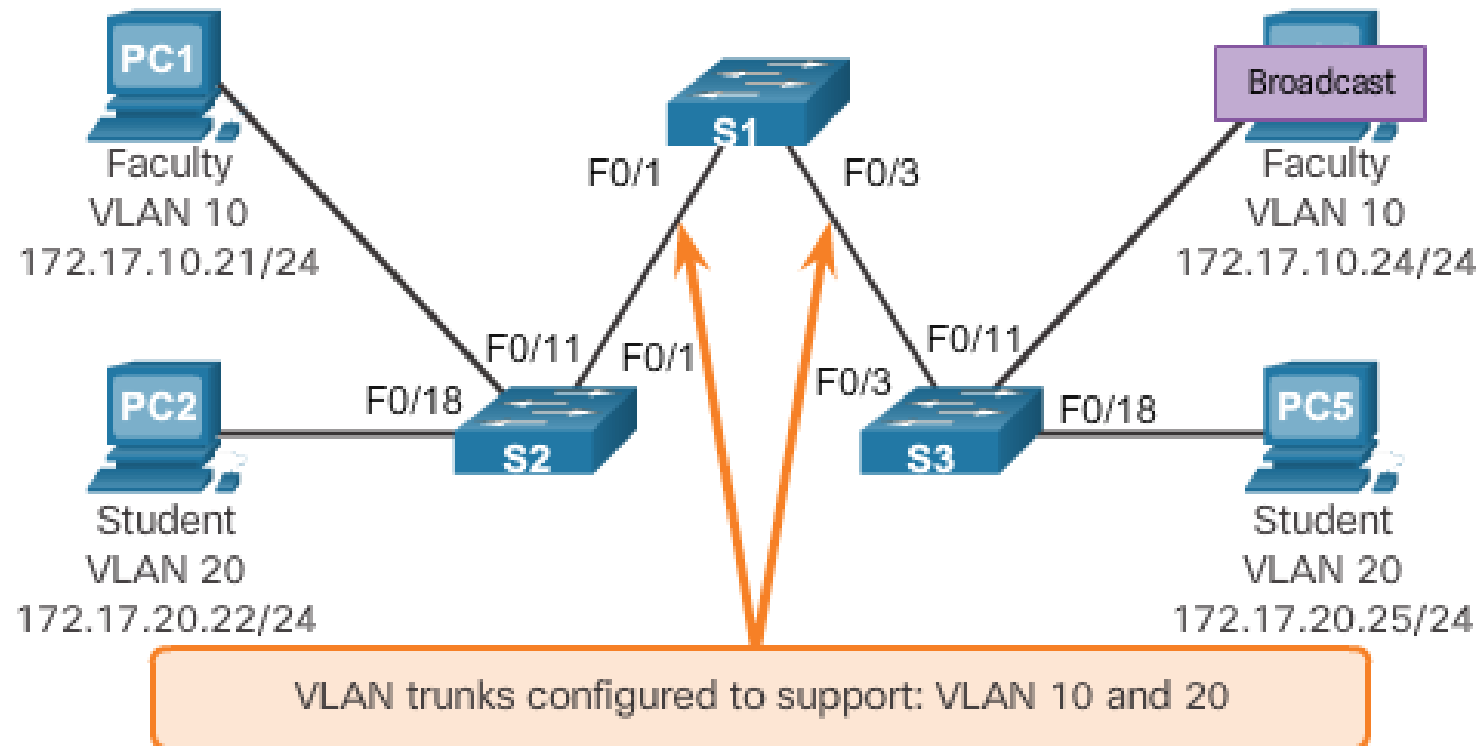 PC1
Faculty
VLAN 10
172.17.10.21/24
S1
F0/1
F0/3
Broadcast
Faculty
VLAN 10
172.17.10.24/24
F0/11
F0/1
F0/18
S2
PC2
Student
VLAN 20
172.17.20.22/24
F0/3
F0/11
F0/18
S3
PC5
Student
VLAN 20
172.17.20.25/24
VLAN trunks configured to support: VLAN 10 and 20